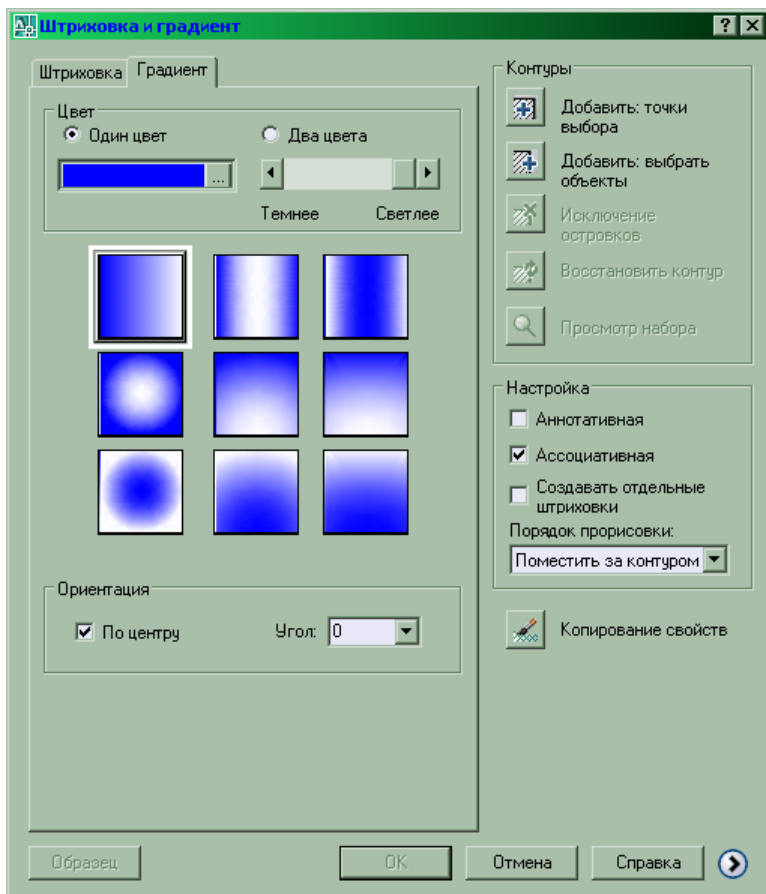 Штриховка и градиент
Штриховка Градиент
Цвет
Один цвет
Два цвета
...
Темнее Светлее
Ориентация
По центру
Угол: 0
Контуры
Добавить: точки
выбора
Добавить: выбрать
объекты
Исключение
островков
Восстановить контур
Просмотр набора
Настройка
Аннотативная
Ассоциативная
Создавать отдельные
штриховки
Порядок прорисовки:
Поместить за контуром
Копирование свойств
Образец
OK
Отмена
Справка